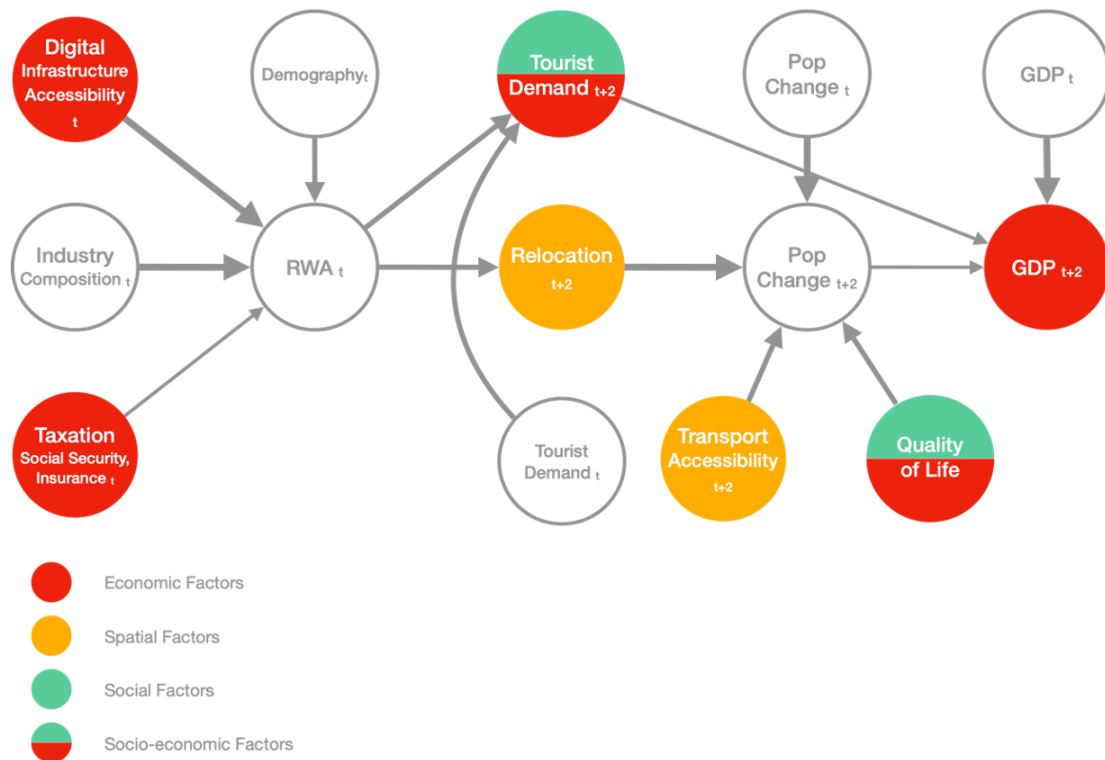 Digital
Infrastructure
Accessibility
t
Demography t
Tourist
Demand t+2
Pop
Change t
GDP t
Industry
Composition t
RWA t
Relocation
t+2
Pop
Change t+2
GDP t+2
Taxation
Social Security,
Insurance t
Tourist
Demand t
Transport
Accessibility
t+2
Quality
of Life
Economic Factors
Spatial Factors
Social Factors
Socio-economic Factors